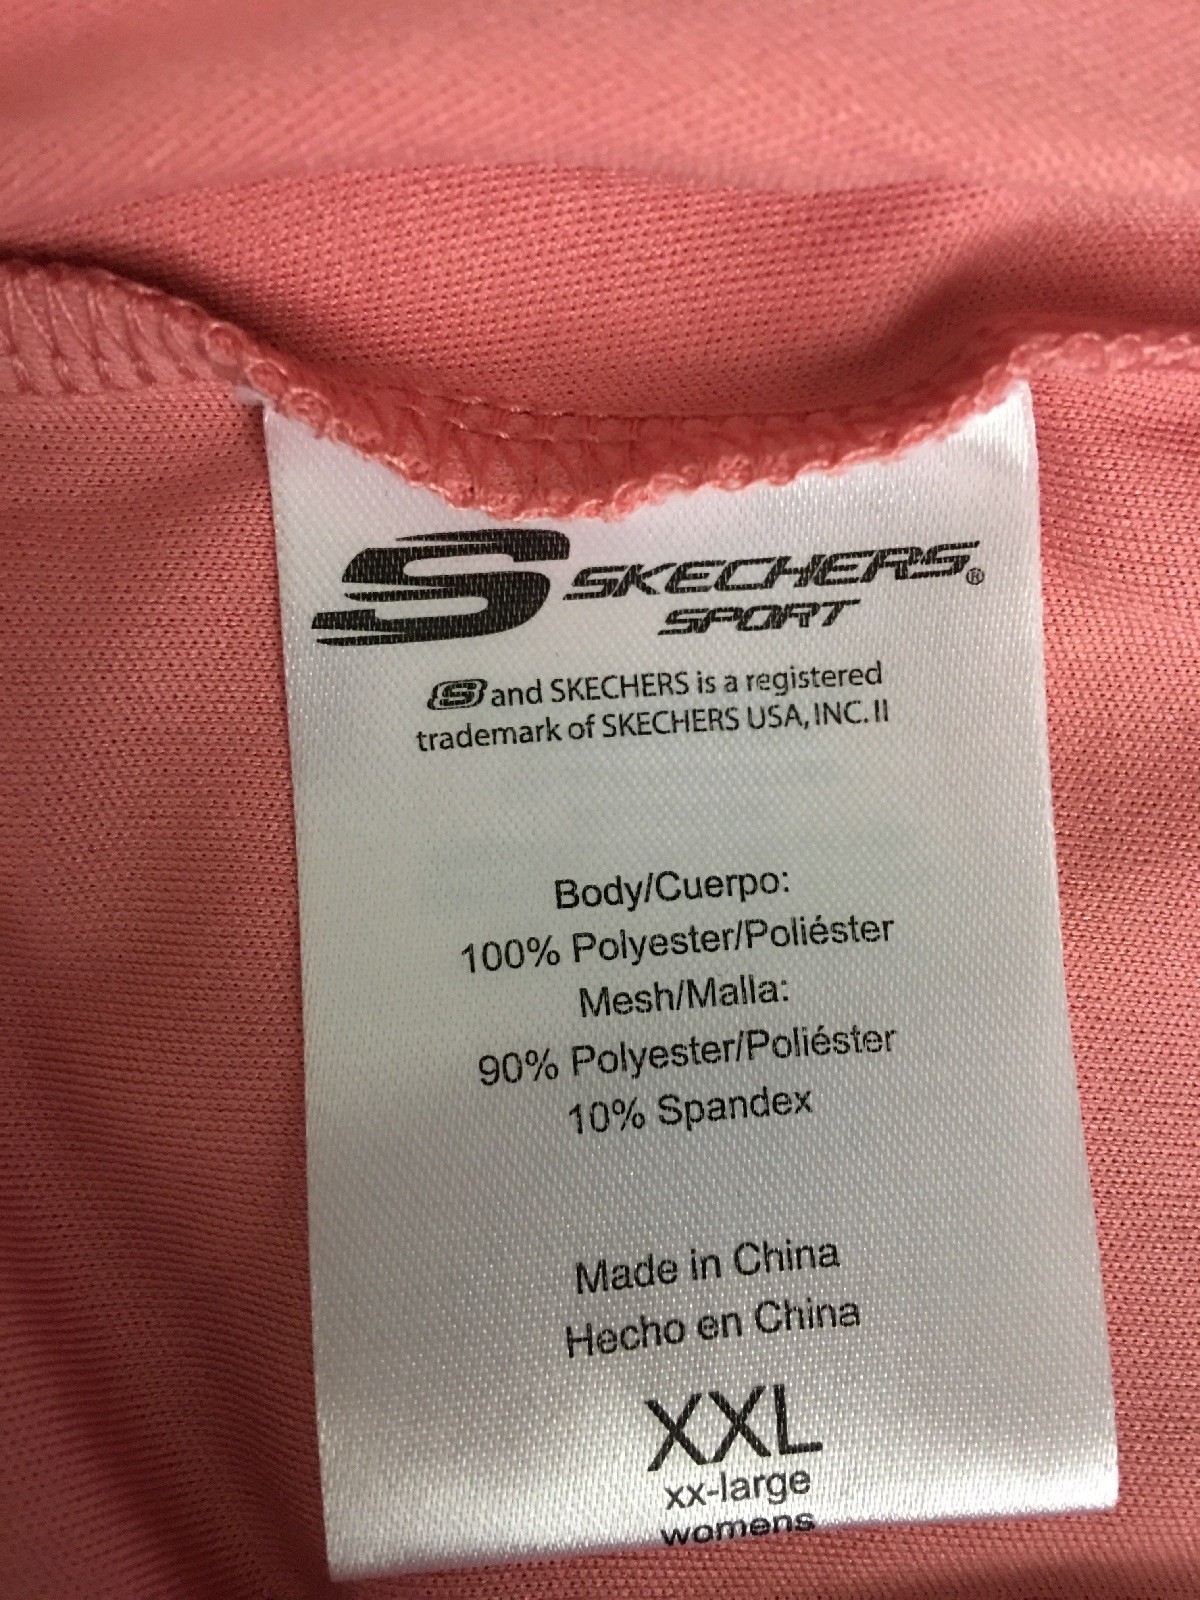 S SKECHERS®
SPORT
S and SKECHERS is a registered
trademark of SKECHERS USA, INC. II
Body/Cuerpo:
100% Polyester/Poliéster
Mesh/Malla:
90% Polyester/Poliéster
10% Spandex
Made in China
Hecho en China
XXL
xx-large
womens